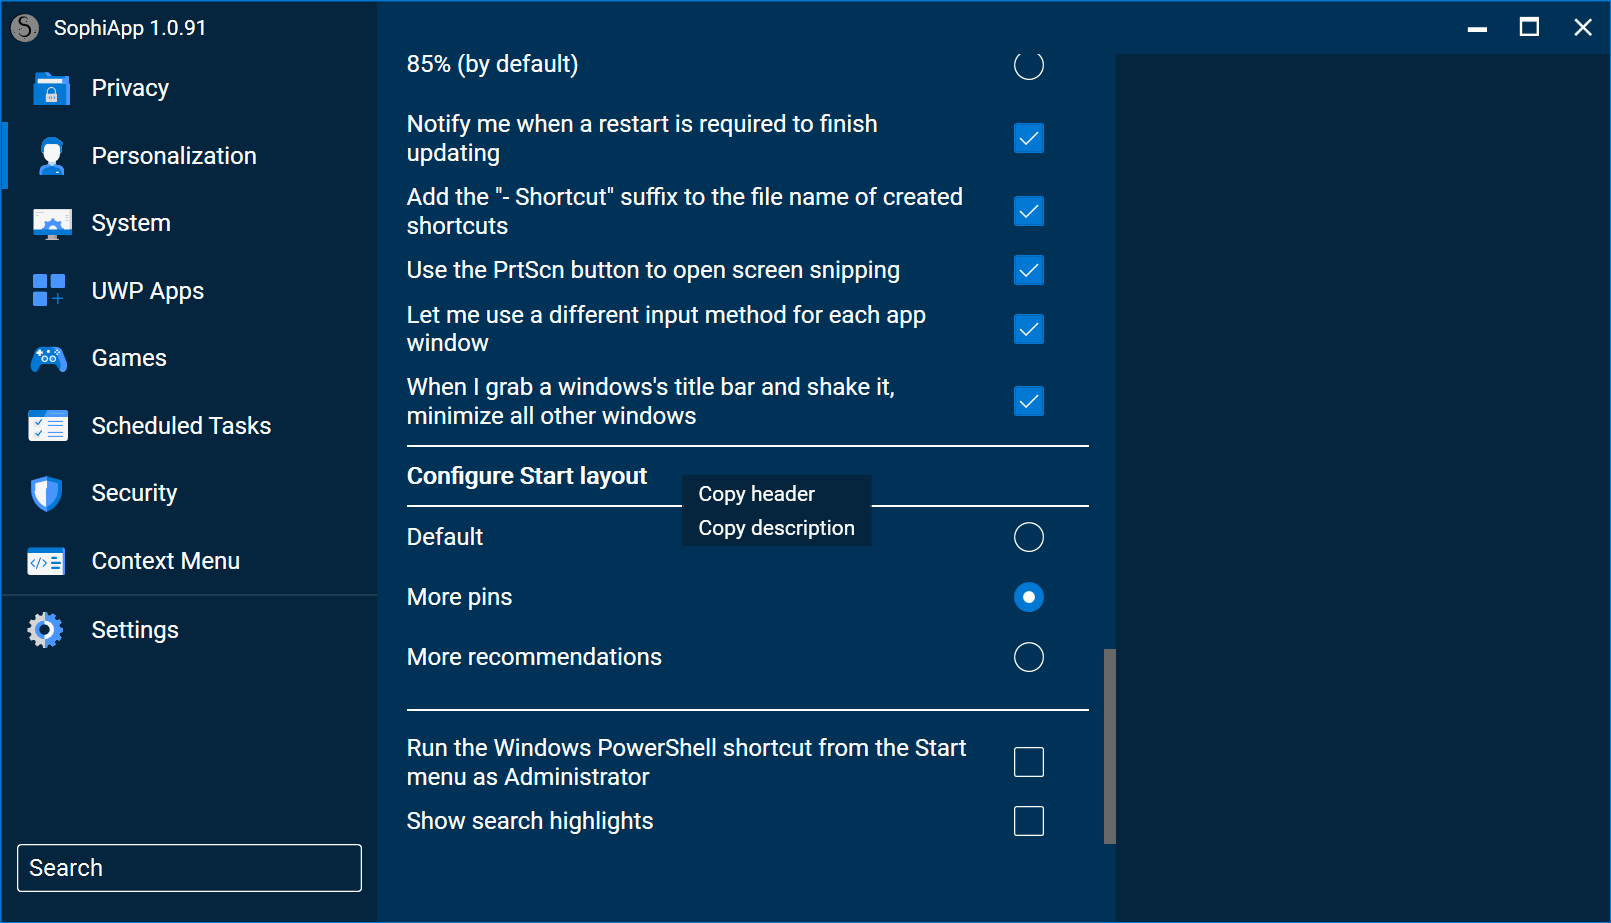 SophiApp 1.0.91
Privacy
Personalization
System
UWP Apps
Games
Scheduled Tasks
Security
Context Menu
Settings
Search
85% (by default)
Notify me when a restart is required to finish
updating
Add the "- Shortcut" suffix to the file name of created
shortcuts
Use the PrtScn button to open screen snipping
Let me use a different input method for each app
window
When I grab a windows's title bar and shake it,
minimize all other windows
Configure Start layout
Copy header
Copy description
Default
More pins
More recommendations
Run the Windows PowerShell shortcut from the Start
menu as Administrator
Show search highlights